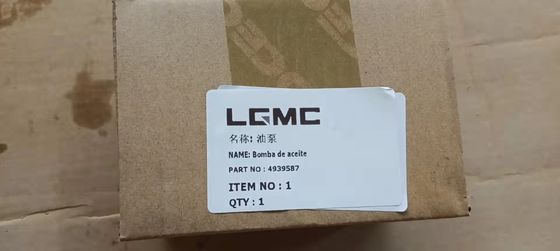 LGMC
名称: 油泵
NAME: Bomba de aceite
PART NO : 4939587
ITEM NO : 1
QTY : 1